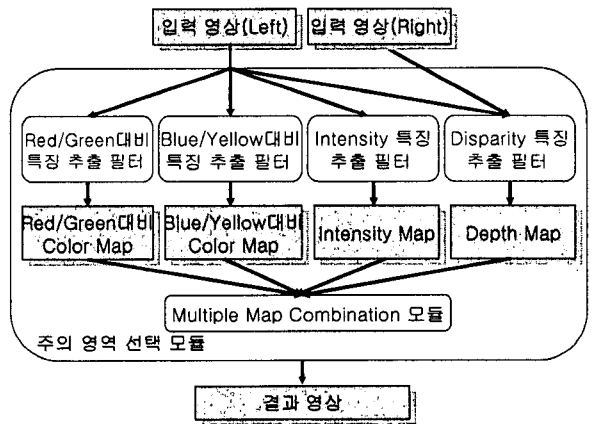 입력 영상(Left)
입력 영상(Right)
Red/Green대비
특징 추출 필터
Blue/Yellow대비
특징 추출 필터
Intensity 특징
추출 필터
Disparity 특징
추출 필터
Red/Green대비
Color Map
Blue/Yellow대비
Color Map
Intensity Map
Depth Map
Multiple Map Combination 모듈
주의 영역 선택 모듈
결과 영상